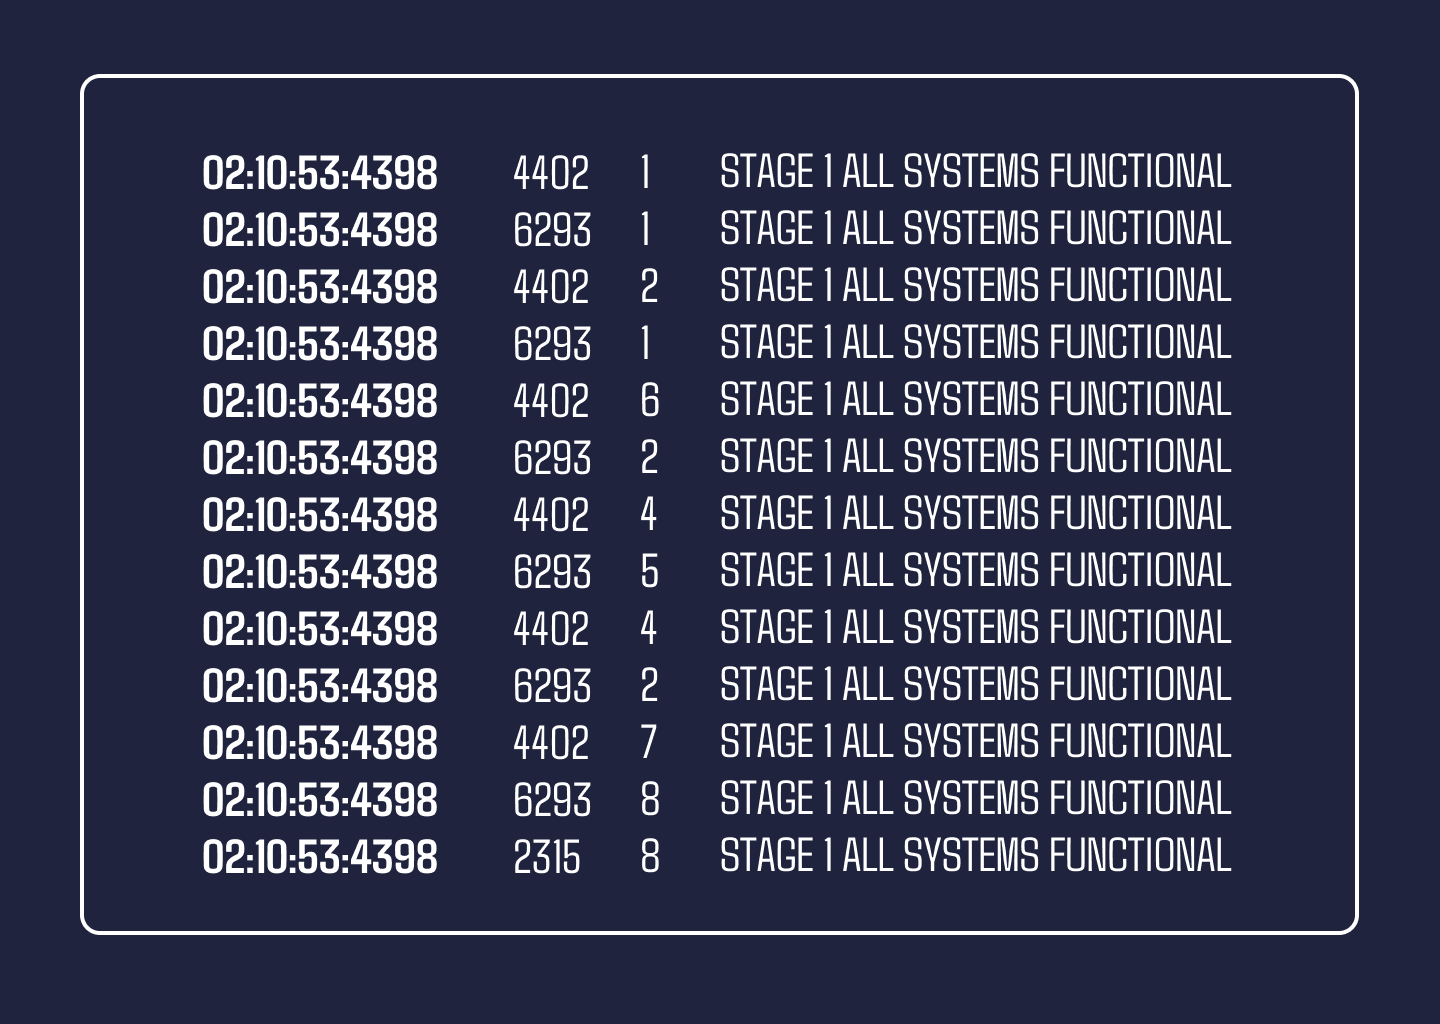 02:10:53:4398 4402 1 STAGE 1 ALL SYSTEMS FUNCTIONAL
02:10:53:4398 6293 1 STAGE 1 ALL SYSTEMS FUNCTIONAL
02:10:53:4398 4402 2 STAGE 1 ALL SYSTEMS FUNCTIONAL
02:10:53:4398 6293 1 STAGE 1 ALL SYSTEMS FUNCTIONAL
02:10:53:4398 4402 6 STAGE 1 ALL SYSTEMS FUNCTIONAL
02:10:53:4398 6293 2 STAGE 1 ALL SYSTEMS FUNCTIONAL
02:10:53:4398 4402 4 STAGE 1 ALL SYSTEMS FUNCTIONAL
02:10:53:4398 6293 5 STAGE 1 ALL SYSTEMS FUNCTIONAL
02:10:53:4398 4402 4 STAGE 1 ALL SYSTEMS FUNCTIONAL
02:10:53:4398 6293 2 STAGE 1 ALL SYSTEMS FUNCTIONAL
02:10:53:4398 4402 7 STAGE 1 ALL SYSTEMS FUNCTIONAL
02:10:53:4398 6293 8 STAGE 1 ALL SYSTEMS FUNCTIONAL
02:10:53:4398 2315 8 STAGE 1 ALL SYSTEMS FUNCTIONAL